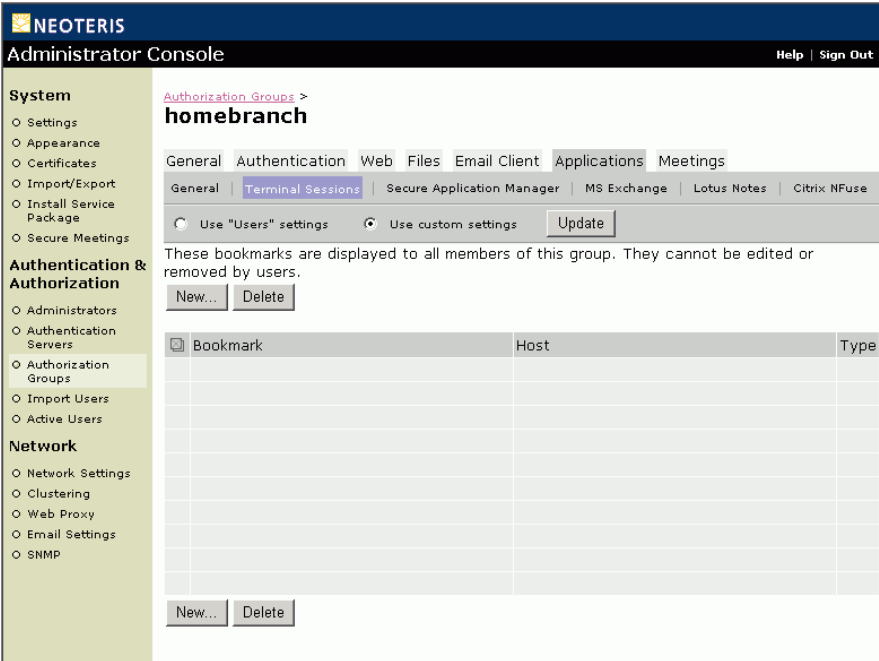 NEOTERIS
Administrator Console
Help | Sign Out
System
Settings
Appearance
Certificates
Import/Export
Install Service
Package
Secure Meetings
Authentication &
Authorization
Administrators
Authentication
Servers
Authorization
Groups
Import Users
Active Users
Network
Network Settings
Clustering
Web Proxy
Email Settings
SNMP
Authorization Groups >
homebranch
General Authentication Web Files Email Client Applications Meetings
General | Terminal Sessions | Secure Application Manager | MS Exchange | Lotus Notes | Citrix NFuse
Use "Users" settings Use custom settings Update
These bookmarks are displayed to all members of this group. They cannot be edited or
removed by users.
New... Delete
Bookmark Host Type
New... Delete